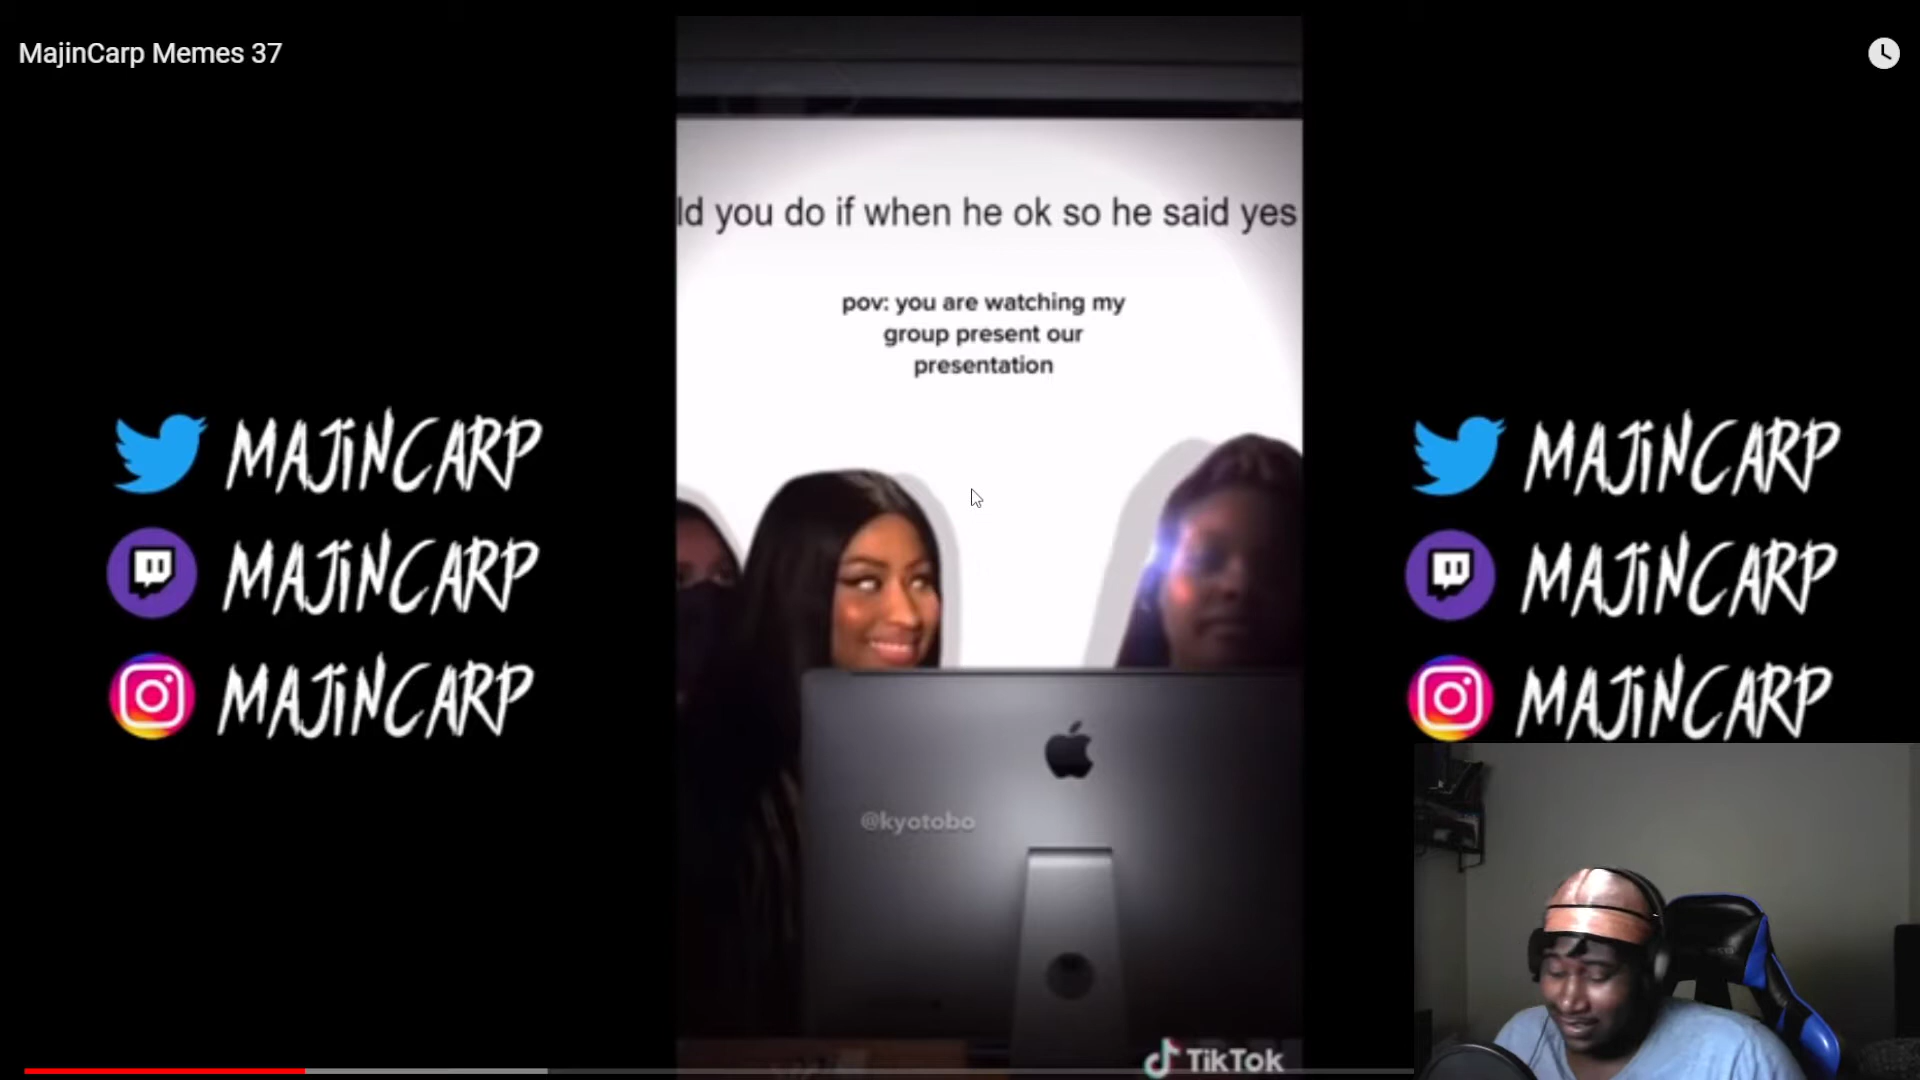 MajinCarp Memes 37
ld you do if when he ok so he said yes
pov: you are watching my
group present our
presentation
MAJINCARP
MAJINCARP
MAJINCARP
MAJINCARP
MAJINCARP
MAJINCARP
@kyotobo
TikTok